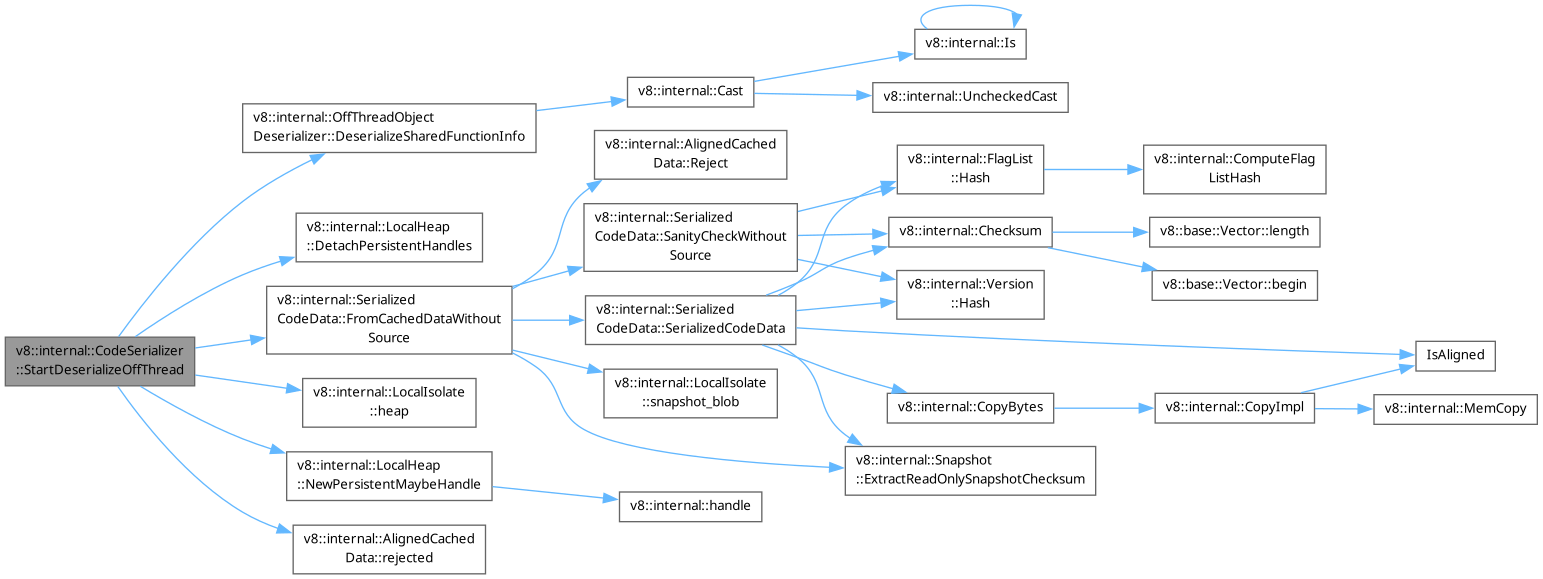 v8::internal::CodeSerializer
::StartDeserializeOffThread
v8::internal::OffThreadObject
Deserializer::DeserializeSharedFunctionInfo
v8::internal::LocalHeap
::DetachPersistentHandles
v8::internal::Serialized
CodeData::FromCachedDataWithout
Source
v8::internal::LocalIsolate
::heap
v8::internal::LocalHeap
::NewPersistentMaybeHandle
v8::internal::AlignedCached
Data::rejected
v8::internal::Cast
v8::internal::AlignedCached
Data::Reject
v8::internal::Serialized
CodeData::SanityCheckWithout
Source
v8::internal::Serialized
CodeData::SerializedCodeData
v8::internal::LocalIsolate
::snapshot_blob
v8::internal::handle
v8::internal::Is
v8::internal::UncheckedCast
v8::internal::FlagList
::Hash
v8::internal::Checksum
v8::internal::Version
::Hash
v8::internal::CopyBytes
v8::internal::Snapshot
::ExtractReadOnlySnapshotChecksum
v8::internal::ComputeFlag
ListHash
v8::base::Vector::length
v8::base::Vector::begin
v8::internal::CopyImpl
IsAligned
v8::internal::MemCopy